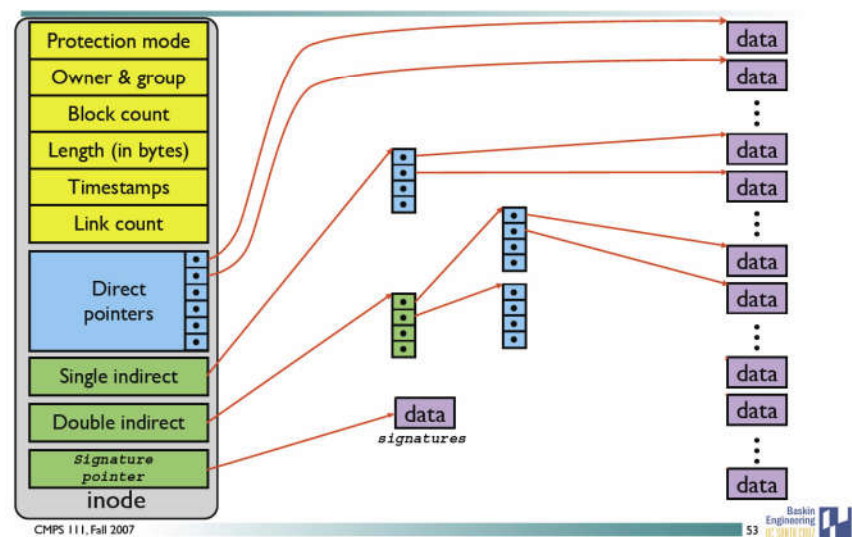 Protection mode
Owner & group
Block count
Length (in bytes)
Timestamps
Link count
Direct
pointers
Single indirect
Double indirect
Signature
pointer
inode
data
signatures
data
data
data
data
data
data
data
data
data
CMPS 111, Fall 2007
53
Baskin
Engineering
UC SANTA CRUZ